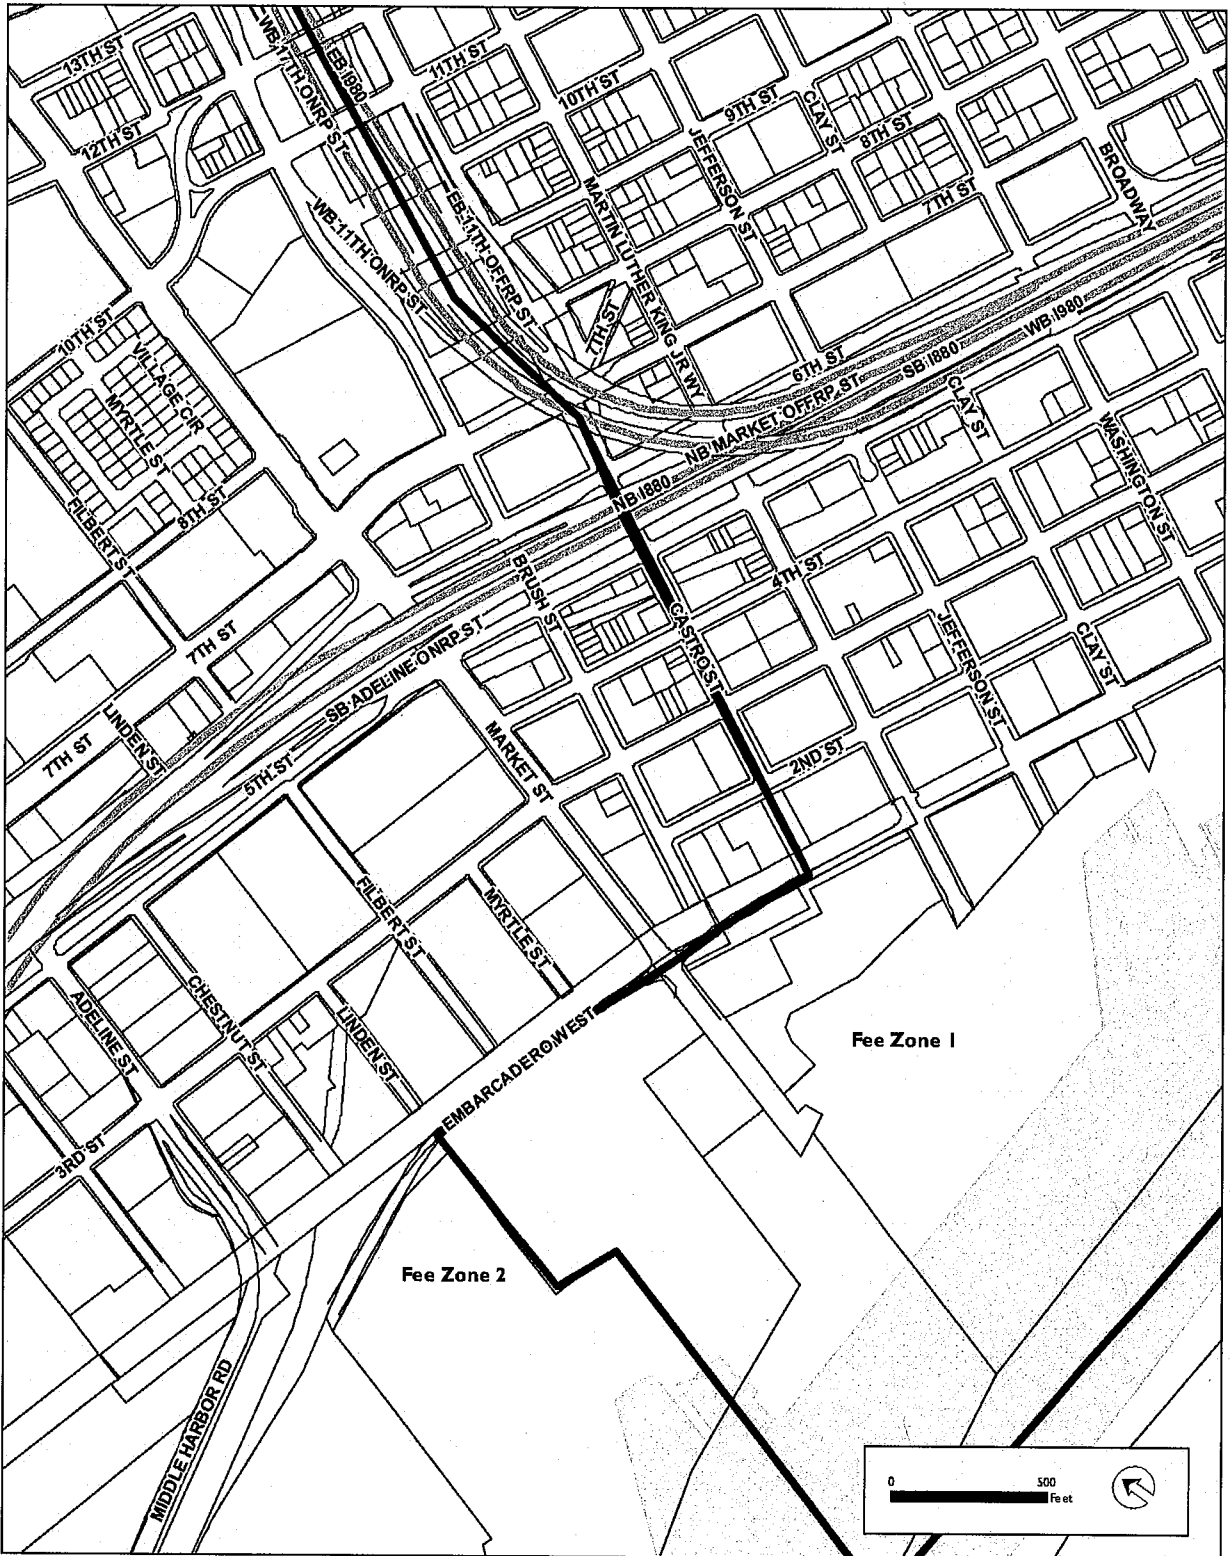 13TH ST
WB 17TH ONRP ST
EB I980
11TH ST
10TH ST
9TH ST
CLAY ST
8TH ST
12TH ST
JEFFERSON ST
BROADWAY
7TH ST
MARTIN LUTHER KING JR WY
WB 11TH ONRP ST
EB 11TH OFFRP ST
10TH ST
7TH ST
VILLAGE CIR
MYRTLE ST
6TH ST
WB I980
SB I880
NB MARKET OFFRP ST
CLAY ST
WASHINGTON ST
NB I880
FILBERT ST
8TH ST
BRUSH ST
4TH ST
CASTRO ST
7TH ST
SB ADELINE ONRP ST
JEFFERSON ST
CLAY ST
LINDEN ST
7TH ST
MARKET ST
2ND ST
5TH ST
FILBERT ST
MYRTLE ST
CHESTNUT ST
ADELINE ST
LINDEN ST
EMBARCADERO WEST
Fee Zone 1
3RD ST
Fee Zone 2
MIDDLE HARBOR RD
0 500
Feet